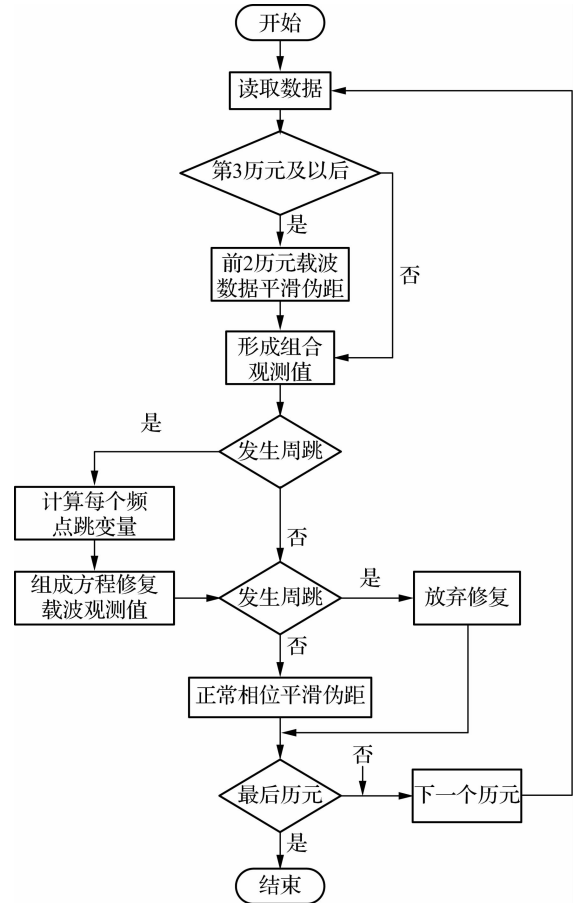 开始
读取数据
第3历元及以后
是
否
前2历元载波
数据平滑伪距
形成组合
观测值
是
发生周跳
计算每个频
点跳变量
否
组成方程修复
载波观测值
发生周跳
是
放弃修复
否
正常相位平滑伪距
否
最后历元
下一个历元
是
结束